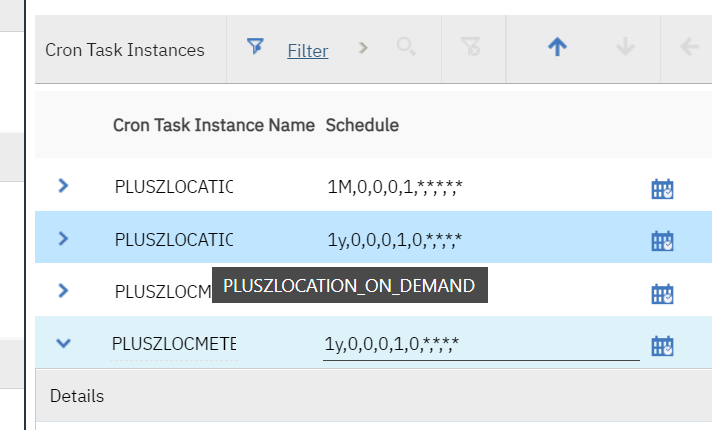 Cron Task Instances Filter
Cron Task Instance Name Schedule
PLUSZLOCATIC 1M,0,0,0,1,*,*,*,*,*
PLUSZLOCATIC 1y,0,0,0,1,0,*,*,*,*
PLUSZLOCATION_ON_DEMAND
PLUSZLOCM
PLUSZLOCMETE 1y,0,0,0,1,0,*,*,*,*
Details